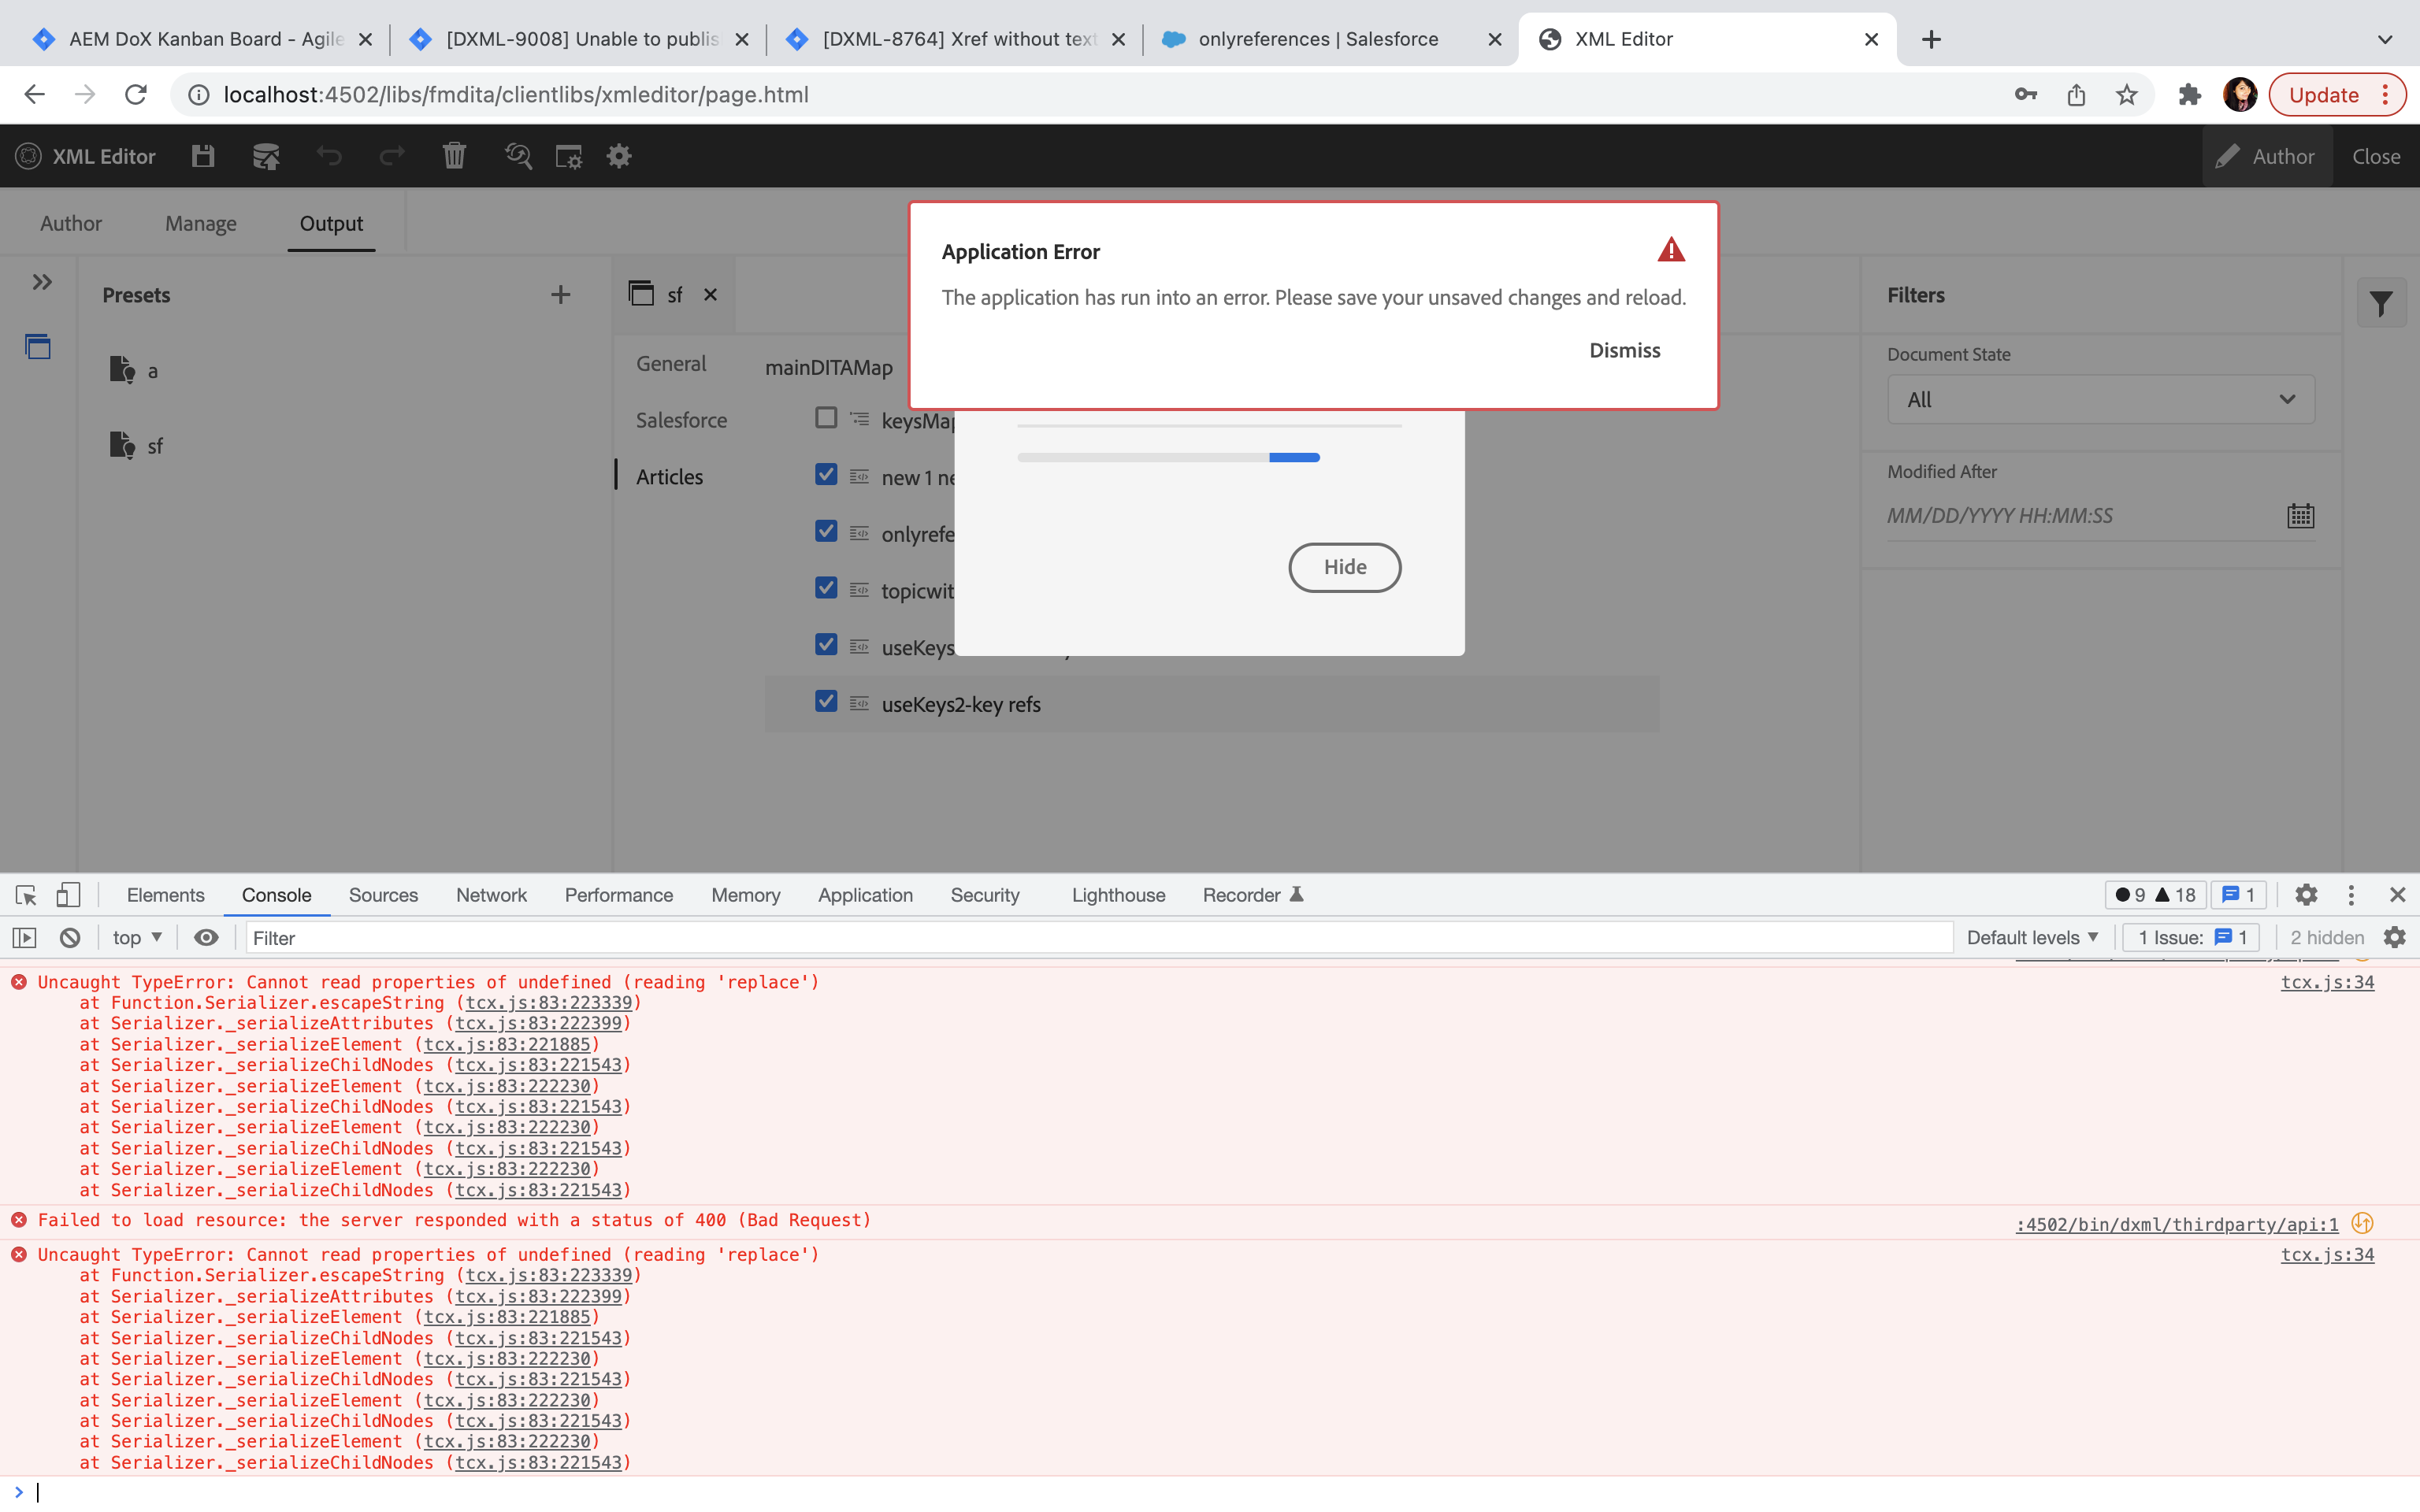 AEM DoX Kanban Board - Agile
[DXML-9008] Unable to publis
[DXML-8764] Xref without text
onlyreferences | Salesforce
XML Editor
localhost:4502/libs/fmdita/clientlibs/xmleditor/page.html
Update
XML Editor
Author
Close
Author
Manage
Output
Application Error
The application has run into an error. Please save your unsaved changes and reload.
Dismiss
Presets
a
sf
sf
General
Salesforce
Articles
mainDITAMap
keysMap
new 1 ne
onlyrefe
topicwit
useKeys
useKeys2-key refs
Hide
Filters
Document State
All
Modified After
MM/DD/YYYY HH:MM:SS
Elements
Console
Sources
Network
Performance
Memory
Application
Security
Lighthouse
Recorder
9
18
1
top
Filter
Default levels
1 Issue:
1
2 hidden
Uncaught TypeError: Cannot read properties of undefined (reading 'replace')
tcx.js:34
at Function.Serializer.escapeString (tcx.js:83:223339)
at Serializer._serializeAttributes (tcx.js:83:222399)
at Serializer._serializeElement (tcx.js:83:221885)
at Serializer._serializeChildNodes (tcx.js:83:221543)
at Serializer._serializeElement (tcx.js:83:222230)
at Serializer._serializeChildNodes (tcx.js:83:221543)
at Serializer._serializeElement (tcx.js:83:222230)
at Serializer._serializeChildNodes (tcx.js:83:221543)
at Serializer._serializeElement (tcx.js:83:222230)
at Serializer._serializeChildNodes (tcx.js:83:221543)
Failed to load resource: the server responded with a status of 400 (Bad Request)
:4502/bin/dxml/thirdparty/api:1
Uncaught TypeError: Cannot read properties of undefined (reading 'replace')
tcx.js:34
at Function.Serializer.escapeString (tcx.js:83:223339)
at Serializer._serializeAttributes (tcx.js:83:222399)
at Serializer._serializeElement (tcx.js:83:221885)
at Serializer._serializeChildNodes (tcx.js:83:221543)
at Serializer._serializeElement (tcx.js:83:222230)
at Serializer._serializeChildNodes (tcx.js:83:221543)
at Serializer._serializeElement (tcx.js:83:222230)
at Serializer._serializeChildNodes (tcx.js:83:221543)
at Serializer._serializeElement (tcx.js:83:222230)
at Serializer._serializeChildNodes (tcx.js:83:221543)